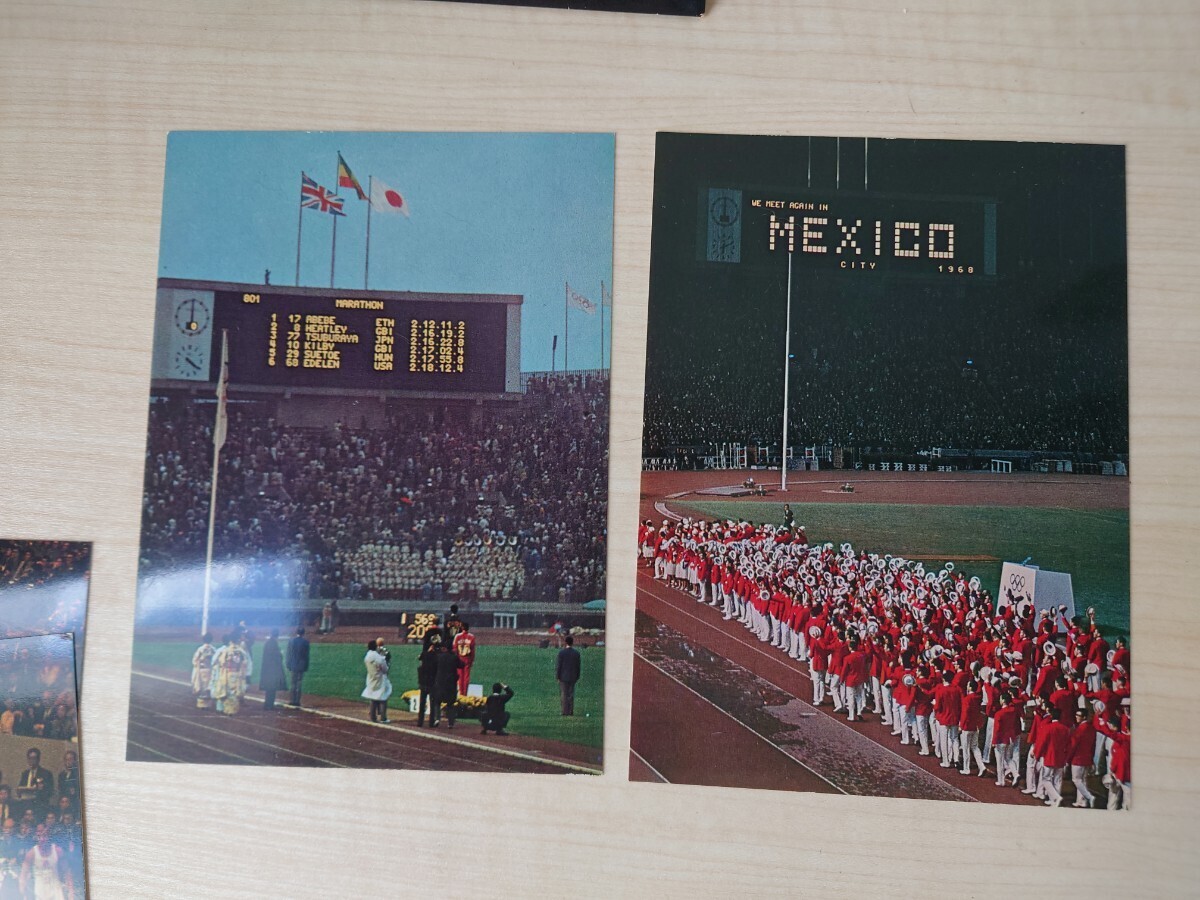 801 MARATHON
1 17 ABEBE ETH 2.12.11.2
2 8 HEATLEY GBI 2.16.19.2
3 77 TSUBURAYA JPN 2.16.22.8
4 10 KILBY GBI 2.17.02.4
5 29 SUETOE HUN 2.17.55.8
6 68 EDELEN USA 2.18.12.4
WE MEET AGAIN IN
MEXICO
CITY 1968